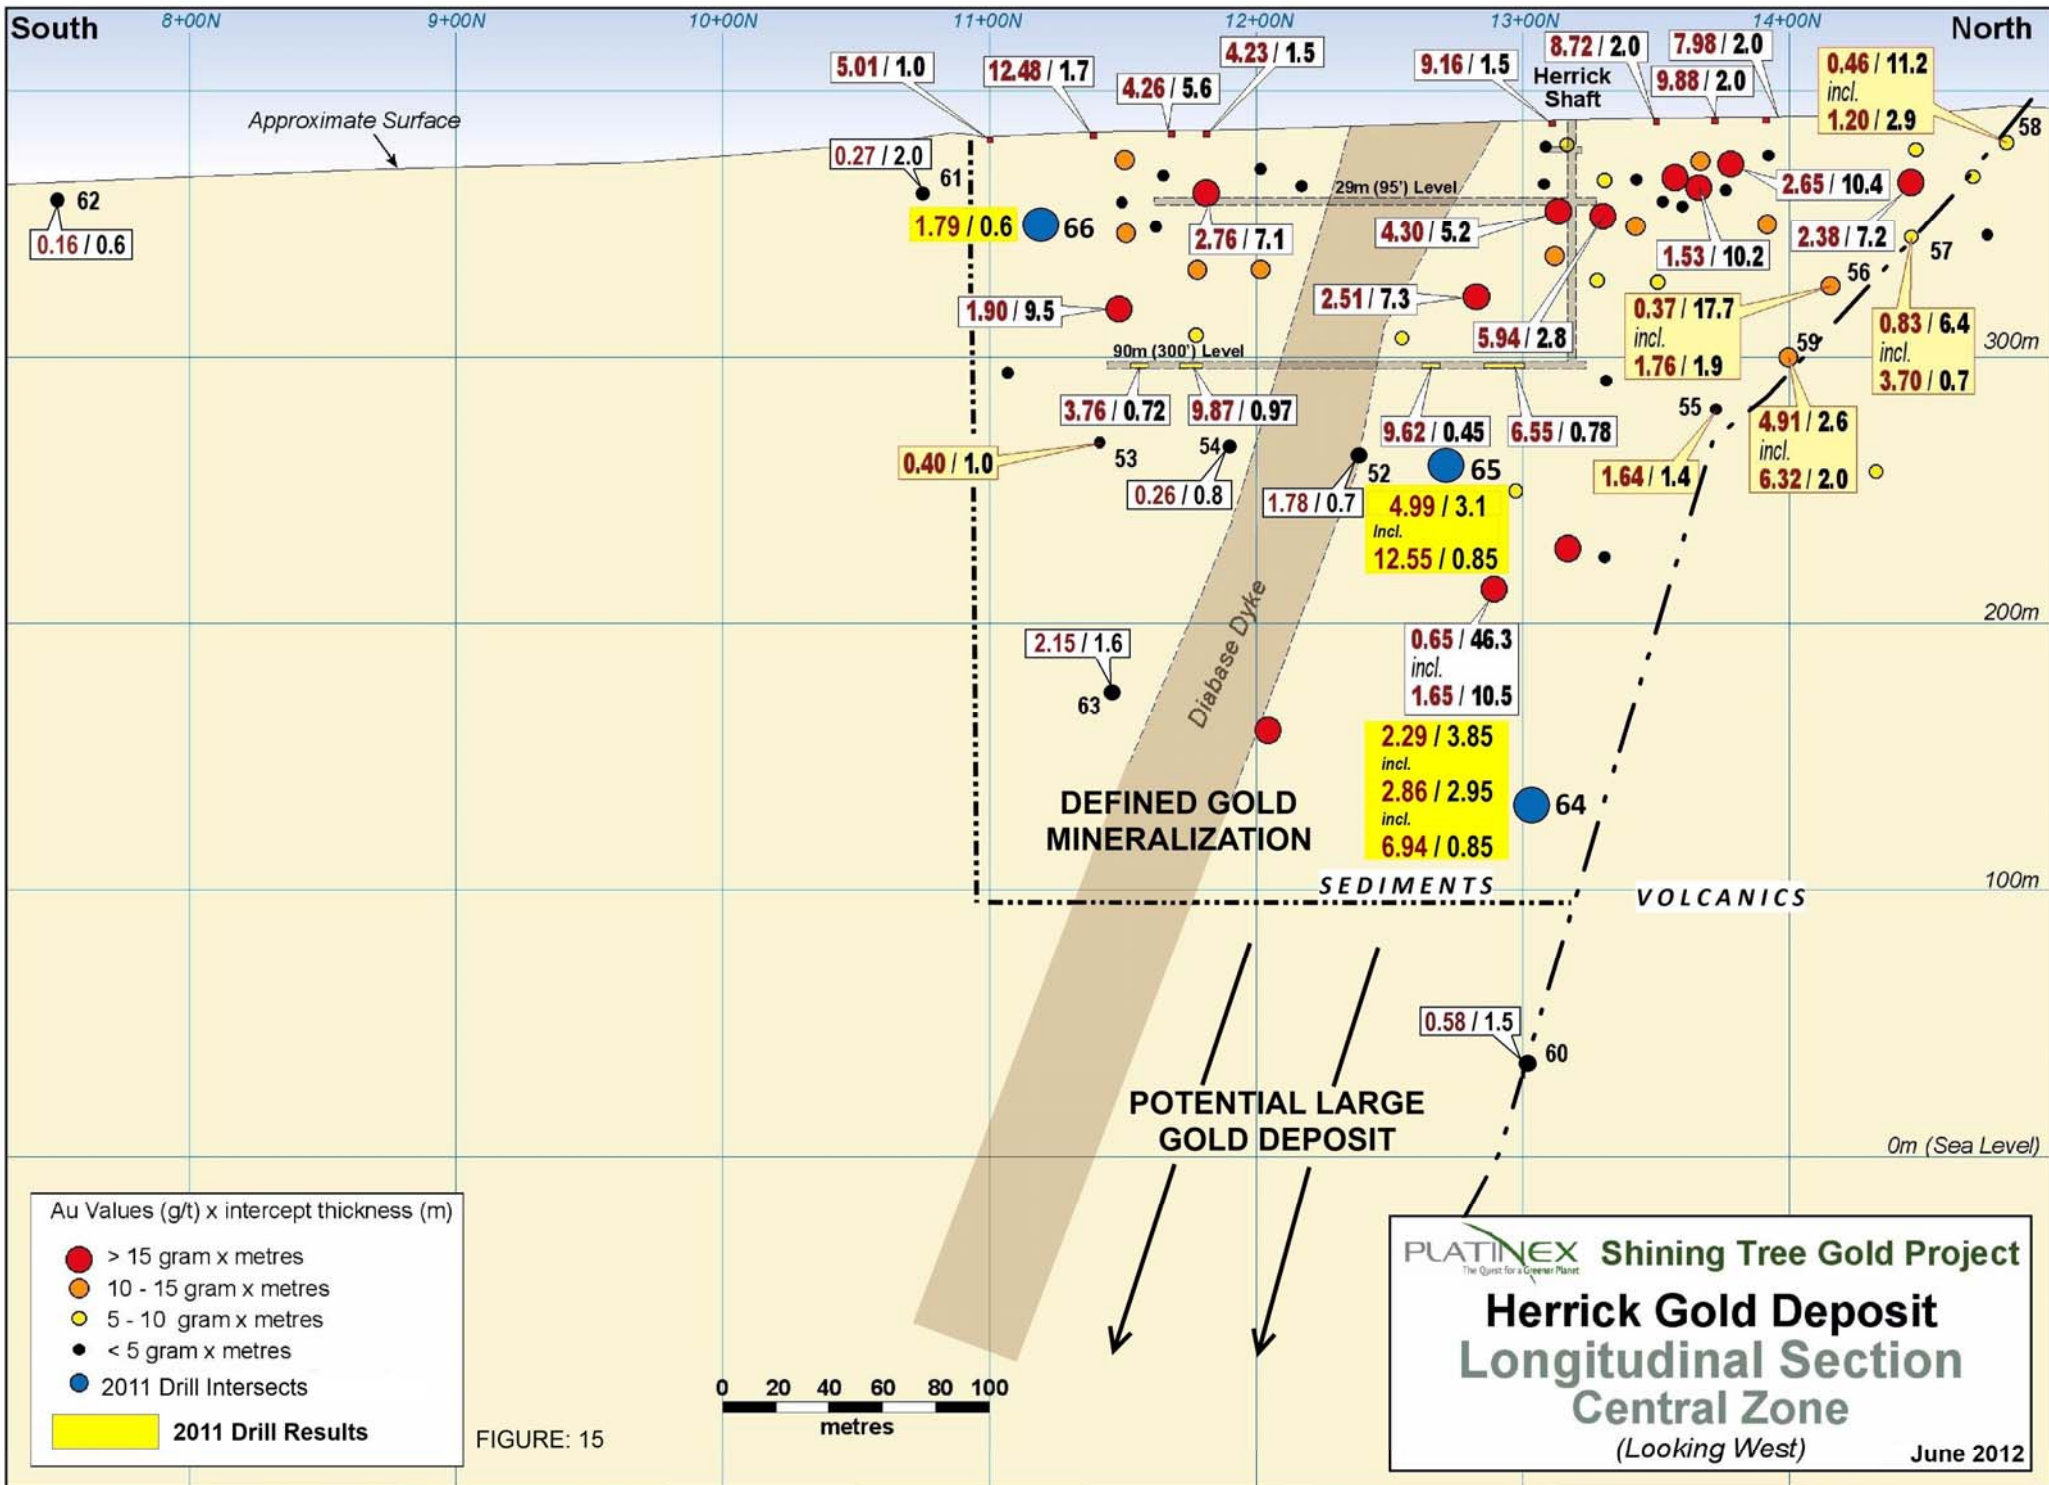 8+00N
9+00N
10+00N
11+00N
12+00N
13+00N
14+00N
South
North
5.01 / 1.0
12.48 / 1.7
4.26 / 5.6
4.23 / 1.5
9.16 / 1.5
8.72 / 2.0
7.98 / 2.0
9.88 / 2.0
Herrick
Shaft
0.46 / 11.2
incl.
1.20 / 2.9
58
Approximate Surface
0.27 / 2.0
61
62
0.16 / 0.6
1.79 / 0.6
66
29m (95') Level
2.76 / 7.1
4.30 / 5.2
2.65 / 10.4
2.38 / 7.2
1.53 / 10.2
57
56
1.90 / 9.5
2.51 / 7.3
5.94 / 2.8
0.37 / 17.7
incl.
1.76 / 1.9
0.83 / 6.4
incl.
3.70 / 0.7
59
300m
90m (300') Level
3.76 / 0.72
9.87 / 0.97
9.62 / 0.45
6.55 / 0.78
55
4.91 / 2.6
incl.
6.32 / 2.0
1.64 / 1.4
0.40 / 1.0
53
54
0.26 / 0.8
52
1.78 / 0.7
65
4.99 / 3.1
Incl.
12.55 / 0.85
Diabase Dyke
200m
0.65 / 46.3
incl.
1.65 / 10.5
2.15 / 1.6
63
2.29 / 3.85
incl.
2.86 / 2.95
incl.
6.94 / 0.85
64
DEFINED GOLD
MINERALIZATION
SEDIMENTS
VOLCANICS
100m
0.58 / 1.5
60
POTENTIAL LARGE
GOLD DEPOSIT
0m (Sea Level)
Au Values (g/t) x intercept thickness (m)
> 15 gram x metres
10 - 15 gram x metres
5 - 10 gram x metres
< 5 gram x metres
2011 Drill Intersects
2011 Drill Results
FIGURE: 15
0 20 40 60 80 100
metres
PLATINEX
The Quest for a Greener Planet
Shining Tree Gold Project
Herrick Gold Deposit
Longitudinal Section
Central Zone
(Looking West)
June 2012